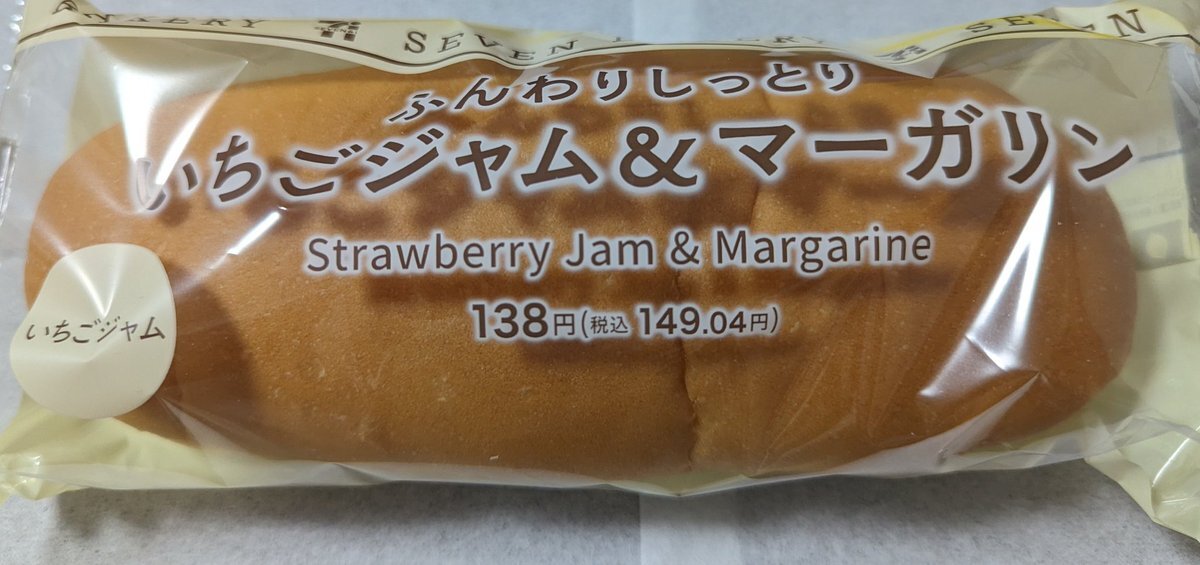 SEVEN
SEVEN
ふんわりしっとり
いちごジャム&マーガリン
Strawberry Jam & Margarine
138円(税込 149.04円)
いちごジャム